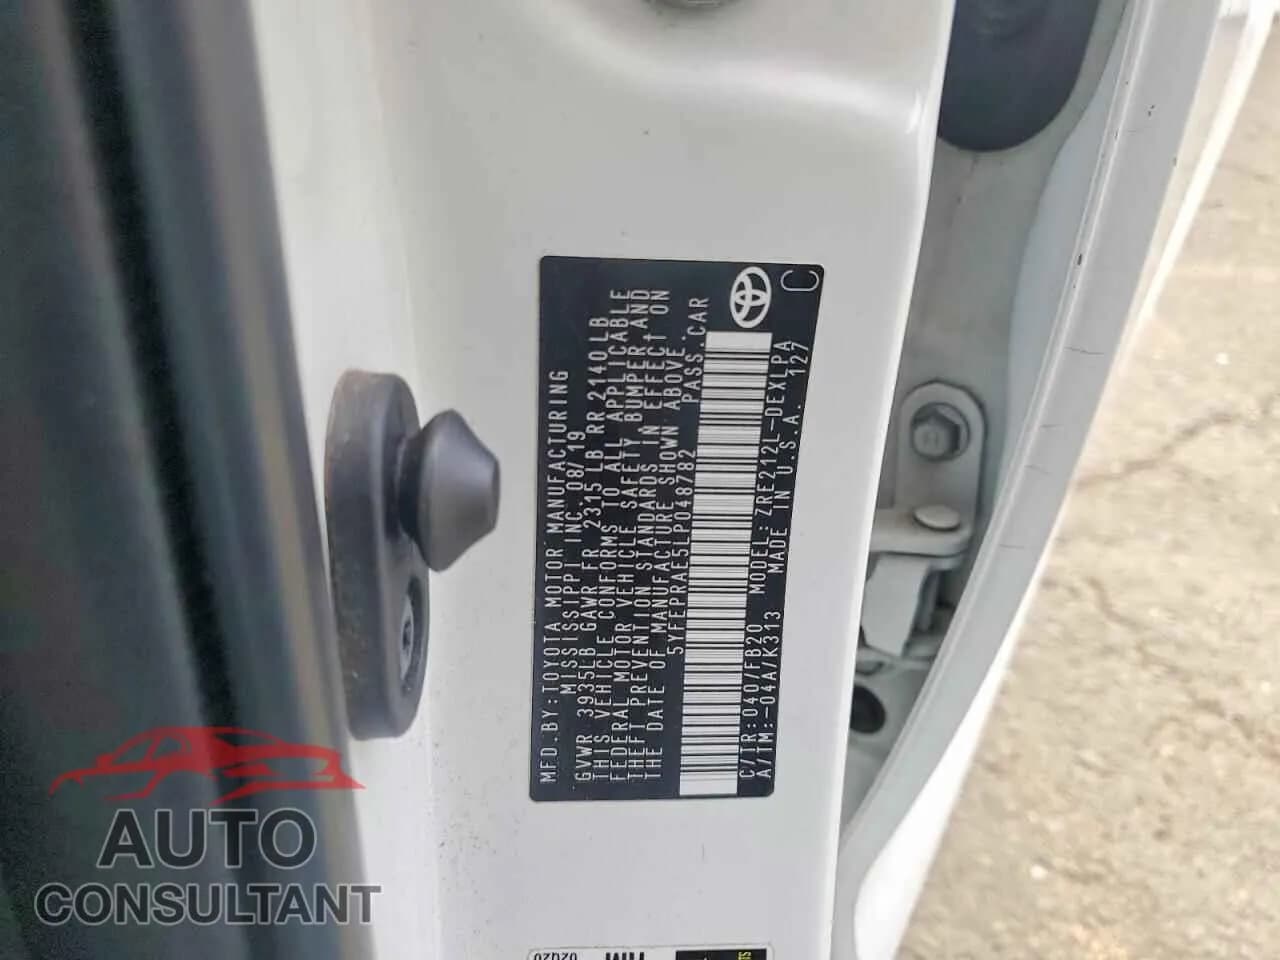 MFD.BY:TOYOTA MOTOR MANUFACTURING
MISSISSIPPI INC. 08/19
GVWR 3935LB GAWR FR 2315LB RR 2140LB
THIS VEHICLE CONFORMS TO ALL APPLICABLE
FEDERAL MOTOR VEHICLE SAFETY, BUMPER, AND
THEFT PREVENTION STANDARDS IN EFFECT ON
THE DATE OF MANUFACTURE SHOWN ABOVE.
5YFEPRAE5LP048782 PASS.CAR
C/TR:040/FB20 MODEL:ZRE212L-DEXLPA
A/TM:-04A/K313 MADE IN U.S.A. 127
C
AUTO
CONSULTANT